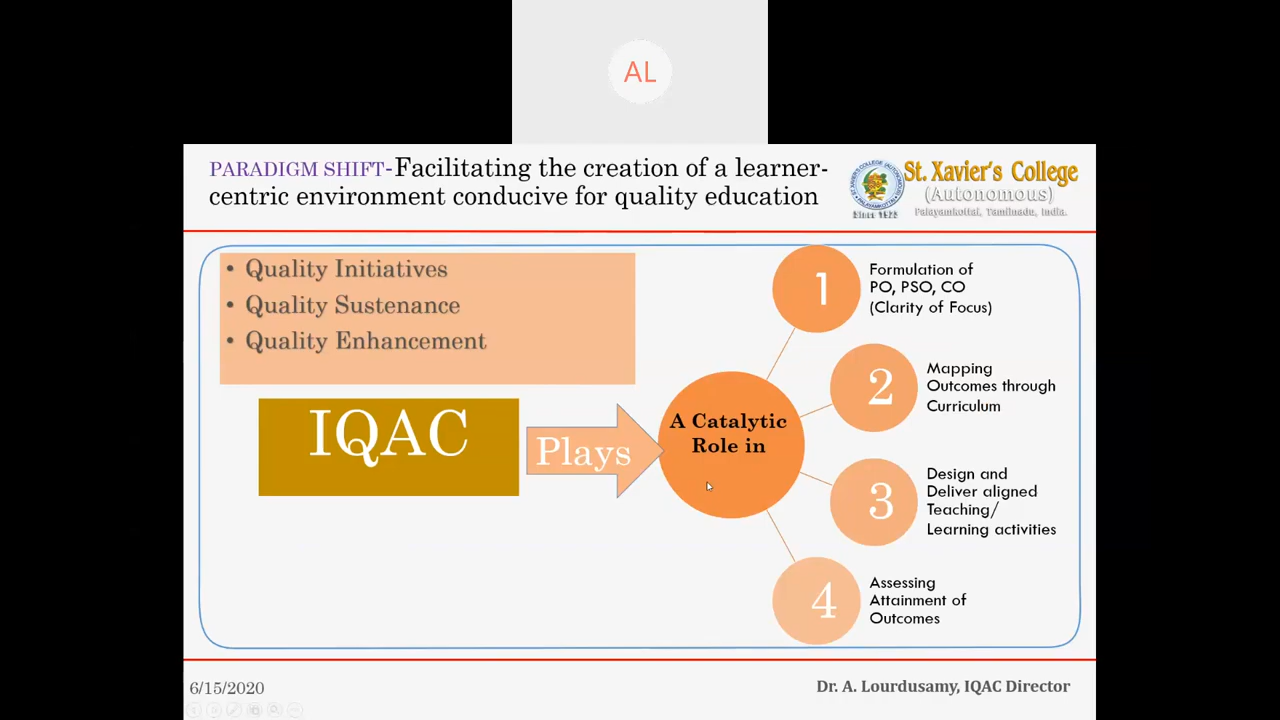 AL
PARADIGM SHIFT-Facilitating the creation of a learner-
centric environment conducive for quality education
St. Xavier's College
(Autonomous)
Palayamkottai, Tamilnadu, India.
• Quality Initiatives
• Quality Sustenance
• Quality Enhancement
IQAC
Plays
A Catalytic
Role in
1
Formulation of
PO, PSO, CO
(Clarity of Focus)
2
Mapping
Outcomes through
Curriculum
3
Design and
Deliver aligned
Teaching/
Learning activities
4
Assessing
Attainment of
Outcomes
6/15/2020
Dr. A. Lourdusamy, IQAC Director